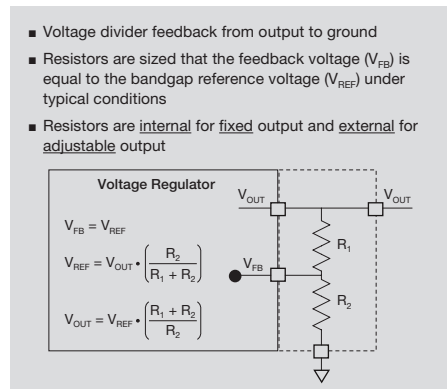 ■ Voltage divider feedback from output to ground
■ Resistors are sized that the feedback voltage (V_FB) is
equal to the bandgap reference voltage (V_REF) under
typical conditions
■ Resistors are internal for fixed output and external for
adjustable output
Voltage Regulator
V_OUT
V_OUT
V_FB = V_REF
R_1
V_REF = V_OUT • (R_2 / (R_1 + R_2))
V_FB
R_2
V_OUT = V_REF • ((R_1 + R_2) / R_2)